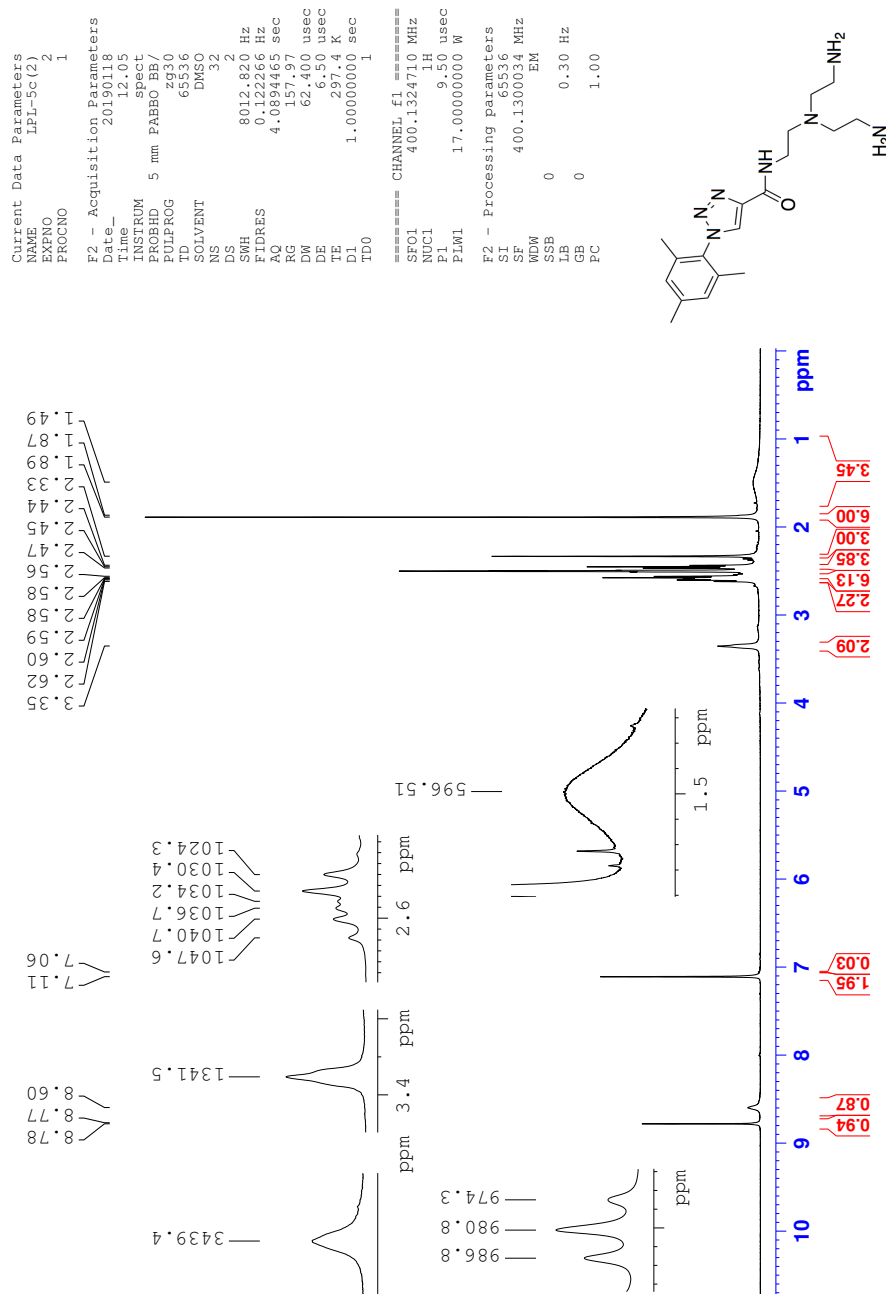 Current Data Parameters
NAME LPL-5c(2)
EXPNO 2
PROCNO 1
F2 - Acquisition Parameters
Date_ 20190118
Time 12.05
INSTRUM spect
PROBHD 5 mm PABBO BB/
PULPROG zg30
TD 65536
SOLVENT DMSO
NS 32
DS 2
SWH 8012.820 Hz
FIDRES 0.122266 Hz
AQ 4.0894465 sec
RG 157.97
DW 62.400 usec
DE 6.50 usec
TE 297.4 K
D1 1.00000000 sec
TD0 1
======== CHANNEL f1 ========
SFO1 400.1324710 MHz
NUC1 1H
P1 9.50 usec
PLW1 17.00000000 W
F2 - Processing parameters
SI 65536
SF 400.1300034 MHz
WDW EM
SSB 0
LB 0.30 Hz
GB 0
PC 1.00
8.78
8.77
8.60
7.11
7.06
3.35
2.62
2.60
2.59
2.58
2.58
2.56
2.47
2.45
2.44
2.33
1.89
1.87
1.49
3439.4
ppm
1341.5
3.4 ppm
1047.6
1040.7
1036.7
1034.2
1030.4
1024.3
2.6 ppm
986.8
980.8
974.3
ppm
596.51
1.5 ppm
10 9 8 7 6 5 4 3 2 1 ppm
0.94
0.87
1.95
0.03
2.09
2.27
6.13
3.85
3.00
6.00
3.45
N
N
N
O
NH
N
NH2
H2N